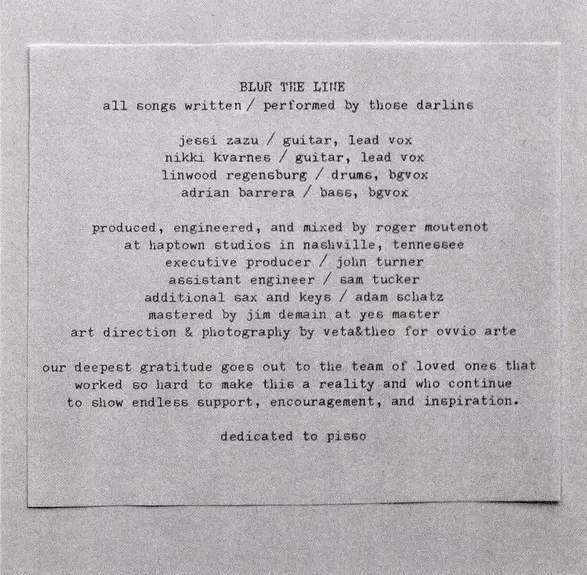 BLUR THE LINE
all songs written / performed by those darlins
jessi zazu / guitar, lead vox
nikki kvarnes / guitar, lead vox
linwood regensburg / drums, bgvox
adrian barrera / bass, bgvox
produced, engineered, and mixed by roger moutenot
at haptown studios in nashville, tennessee
executive producer / john turner
assistant engineer / sam tucker
additional sax and keys / adam schatz
mastered by jim demain at yes master
art direction & photography by veta&theo for ovvio arte
our deepest gratitude goes out to the team of loved ones that
worked so hard to make this a reality and who continue
to show endless support, encouragement, and inspiration.
dedicated to pisso